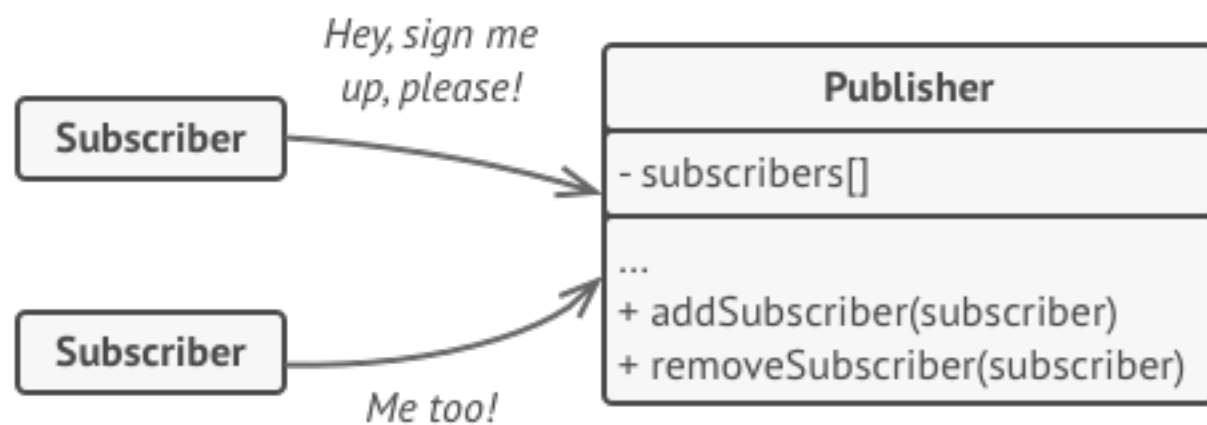 Hey, sign me
up, please!
Subscriber
Publisher
- subscribers[]
...
+ addSubscriber(subscriber)
+ removeSubscriber(subscriber)
Subscriber
Me too!